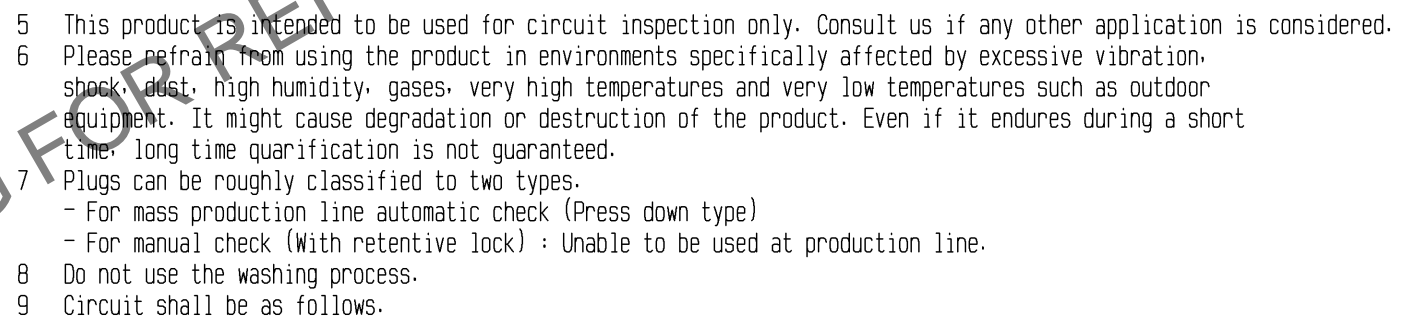 5 This product is intended to be used for circuit inspection only. Consult us if any other application is considered.
6 Please refrain from using the product in environments specifically affected by excessive vibration,
shock, dust, high humidity, gases, very high temperatures and very low temperatures such as outdoor
equipment. It might cause degradation or destruction of the product. Even if it endures during a short
time, long time quarification is not guaranteed.
7 Plugs can be roughly classified to two types.
- For mass production line automatic check (Press down type)
- For manual check (With retentive lock) : Unable to be used at production line.
8 Do not use the washing process.
9 Circuit shall be as follows.
FOR RE